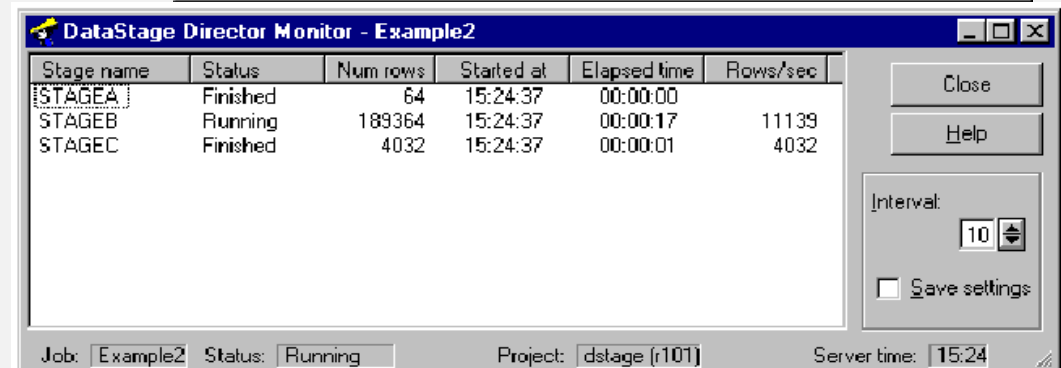 DataStage Director Monitor - Example2
Stage name Status Num rows Started at Elapsed time Rows/sec
STAGEA Finished 64 15:24:37 00:00:00
STAGEB Running 189364 15:24:37 00:00:17 11139
STAGEC Finished 4032 15:24:37 00:00:01 4032
Close
Help
Interval:
10
Save settings
Job: Example2 Status: Running Project: dstage (r101) Server time: 15:24